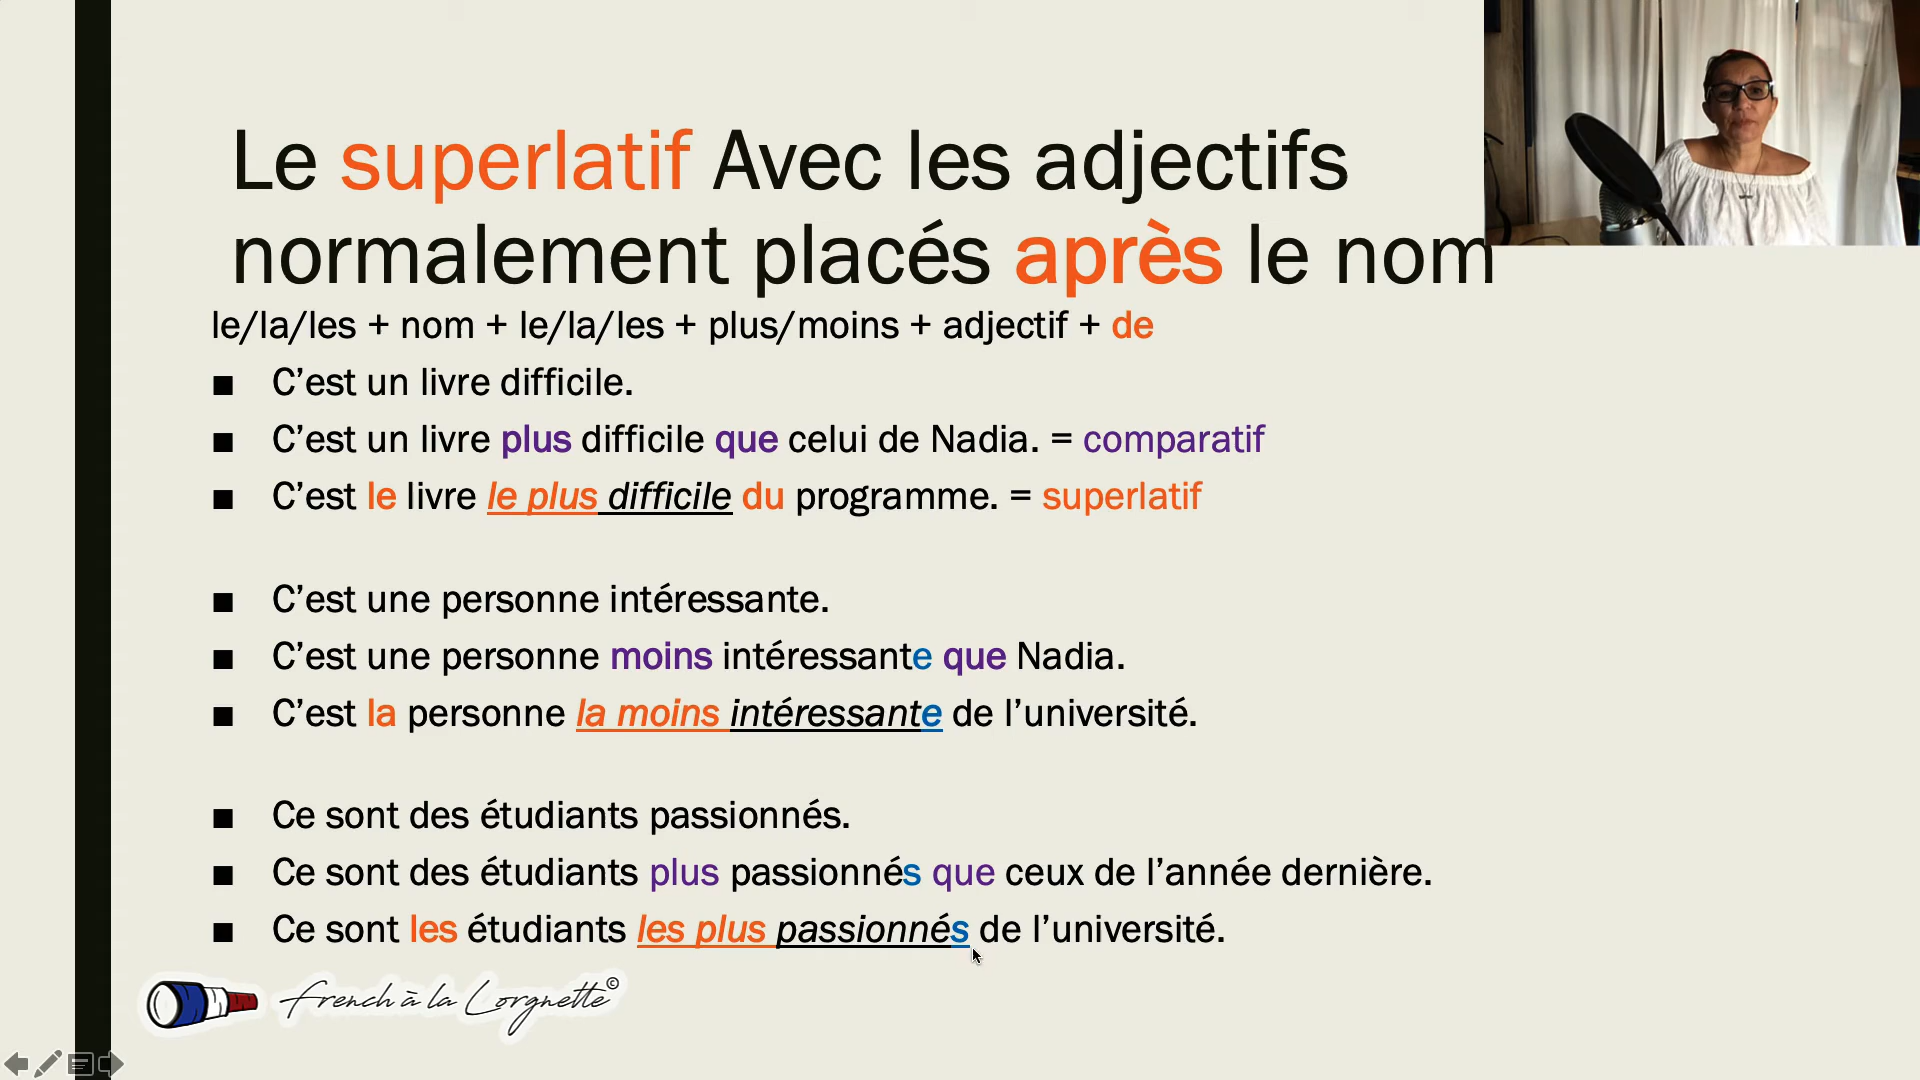 Le superlatif Avec les adjectifs
normalement placés après le nom
le/la/les + nom + le/la/les + plus/moins + adjectif + de
■ C’est un livre difficile.
■ C’est un livre plus difficile que celui de Nadia. = comparatif
■ C’est le livre le plus difficile du programme. = superlatif
■ C’est une personne intéressante.
■ C’est une personne moins intéressante que Nadia.
■ C’est la personne la moins intéressante de l’université.
■ Ce sont des étudiants passionnés.
■ Ce sont des étudiants plus passionnés que ceux de l’année dernière.
■ Ce sont les étudiants les plus passionnés de l’université.
French à la Lorgnette©